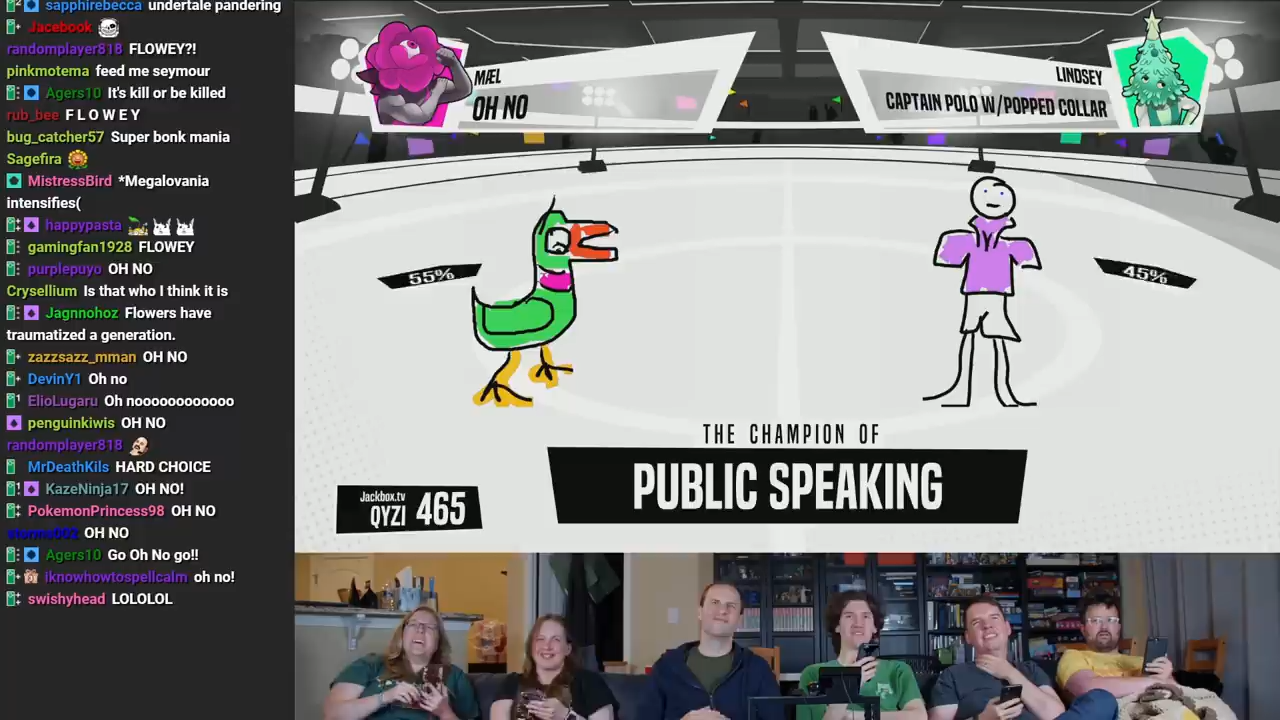 sapphirebecca undertale pandering
Jacebook
randomplayer818 FLOWEY?!
pinkmotema feed me seymour
Agers10 It's kill or be killed
rub_bee F L O W E Y
bug_catcher57 Super bonk mania
Sagefira
MistressBird *Megalovania
intensifies(
happypasta
gamingfan1928 FLOWEY
purplepuyo OH NO
Crysellium Is that who I think it is
Jagnnohoz Flowers have
traumatized a generation.
zazzsazz_mman OH NO
DevinY1 Oh no
ElioLugaru Oh noooooooooooo
penguinkiwis OH NO
randomplayer818
MrDeathKils HARD CHOICE
KazeNinja17 OH NO!
PokemonPrincess98 OH NO
OH NO
Agers10 Go Oh No go!!
iknowhowtospellcalm oh no!
swishyhead LOLOLOL
MÆL
OH NO
LINDSEY
CAPTAIN POLO W/POPPED COLLAR
55%
45%
THE CHAMPION OF
PUBLIC SPEAKING
Jackbox.tv
QYZI 465